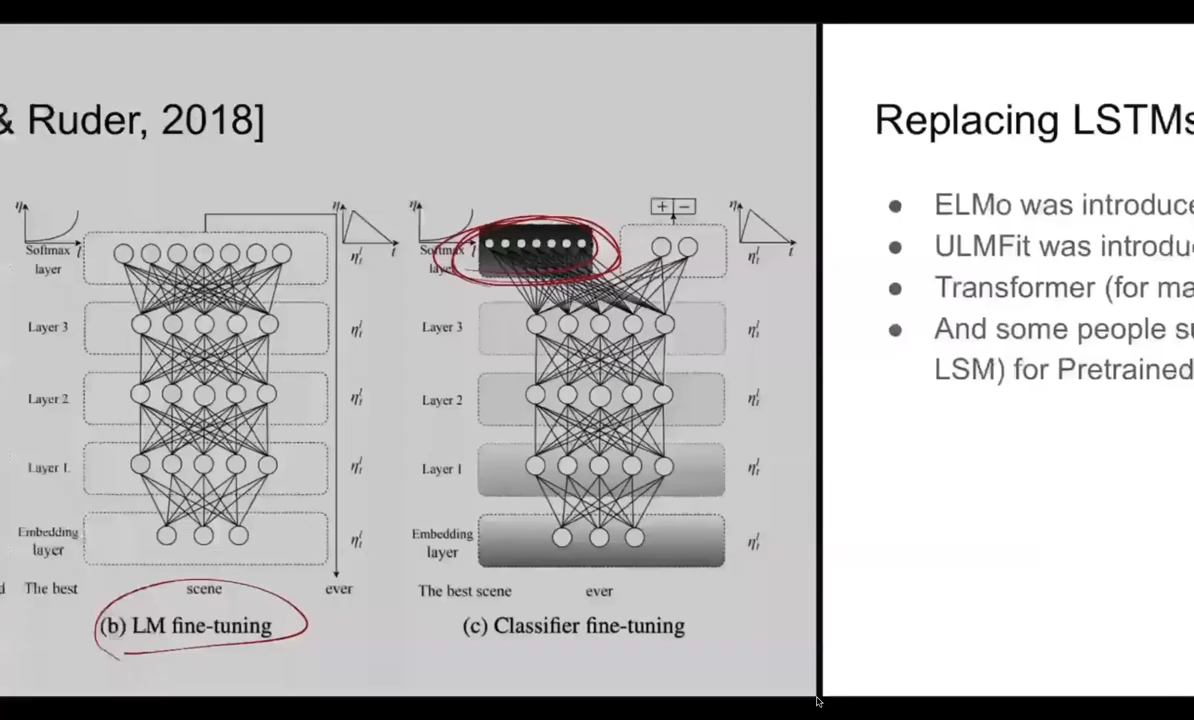 & Ruder, 2018]
Softmax
layer
Layer 3
Layer 2
Layer 1
Embedding
layer
The best
scene
ever
(b) LM fine-tuning
+ −
Softmax
layer
Layer 3
Layer 2
Layer 1
Embedding
layer
The best scene
ever
(c) Classifier fine-tuning
Replacing LSTMs
● ELMo was introduce
● ULMFit was introdu
● Transformer (for ma
● And some people su
LSM) for Pretrained